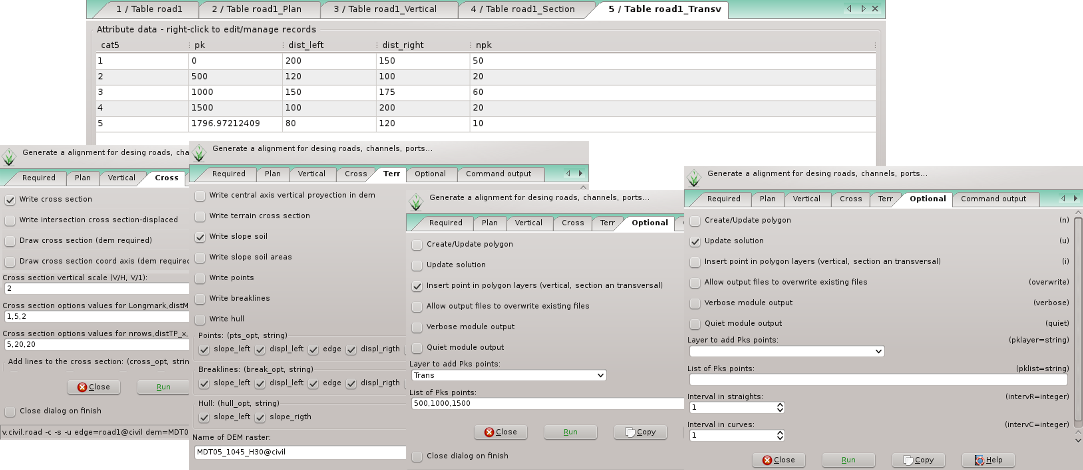 1 / Table road1
2 / Table road1_Plan
3 / Table road1_Vertical
4 / Table road1_Section
5 / Table road1_Transv
Attribute data - right-click to edit/manage records
cat5 pk dist_left dist_right npk
1 0 200 150 50
2 500 120 100 20
3 1000 150 175 60
4 1500 100 200 20
5 1796.97212409 80 120 10
Generate a alignment for desing roads, cha
Required Plan Vertical Cross
Write cross section
Write intersection cross section-displaced
Draw cross section (dem required)
Draw cross section coord axis (dem required
Cross section vertical scale (V/H, V/1):
2
Cross section options values for Longmark,distM
1,5,2
Cross section options values for nrows,distTP_x,
5,20,20
Add lines to the cross section: (cross_opt, strin
Close Run
Close dialog on finish
v.civil.road -c -s -u edge=road1@civil dem=MDT0
Generate a alignment for desing roads, channels, ports...
Required Plan Vertical Cross Terr Optional Command output
Write central axis vertical proyection in dem
Write terrain cross section
Write slope soil
Write slope soil areas
Write points
Write breaklines
Write hull
Points: (pts_opt, string)
slope_left displ_left edge displ_rigth
Breaklines: (break_opt, string)
slope_left displ_left edge displ_rigth
Hull: (hull_opt, string)
slope_left slope_rigth
Name of DEM raster:
MDT05_1045_H30@civil
Generate a alignment for desing roads, channels, ports...
Required Plan Vertical Cross Terr Optional
Create/Update polygon
Update solution
Insert point in polygon layers (vertical, section an transversal)
Allow output files to overwrite existing files
Verbose module output
Quiet module output
Layer to add Pks points:
Trans
List of Pks points:
500,1000,1500
Close Run Copy
Close dialog on finish
Generate a alignment for desing roads, channels, ports...
Required Plan Vertical Cross Terr Optional Command output
Create/Update polygon (n)
Update solution (u)
Insert point in polygon layers (vertical, section an transversal) (i)
Allow output files to overwrite existing files (overwrite)
Verbose module output (verbose)
Quiet module output (quiet)
Layer to add Pks points: (pklayer=string)
List of Pks points: (pklist=string)
Interval in straights: (intervR=integer)
1
Interval in curves: (intervC=integer)
1
Close Run Copy Help